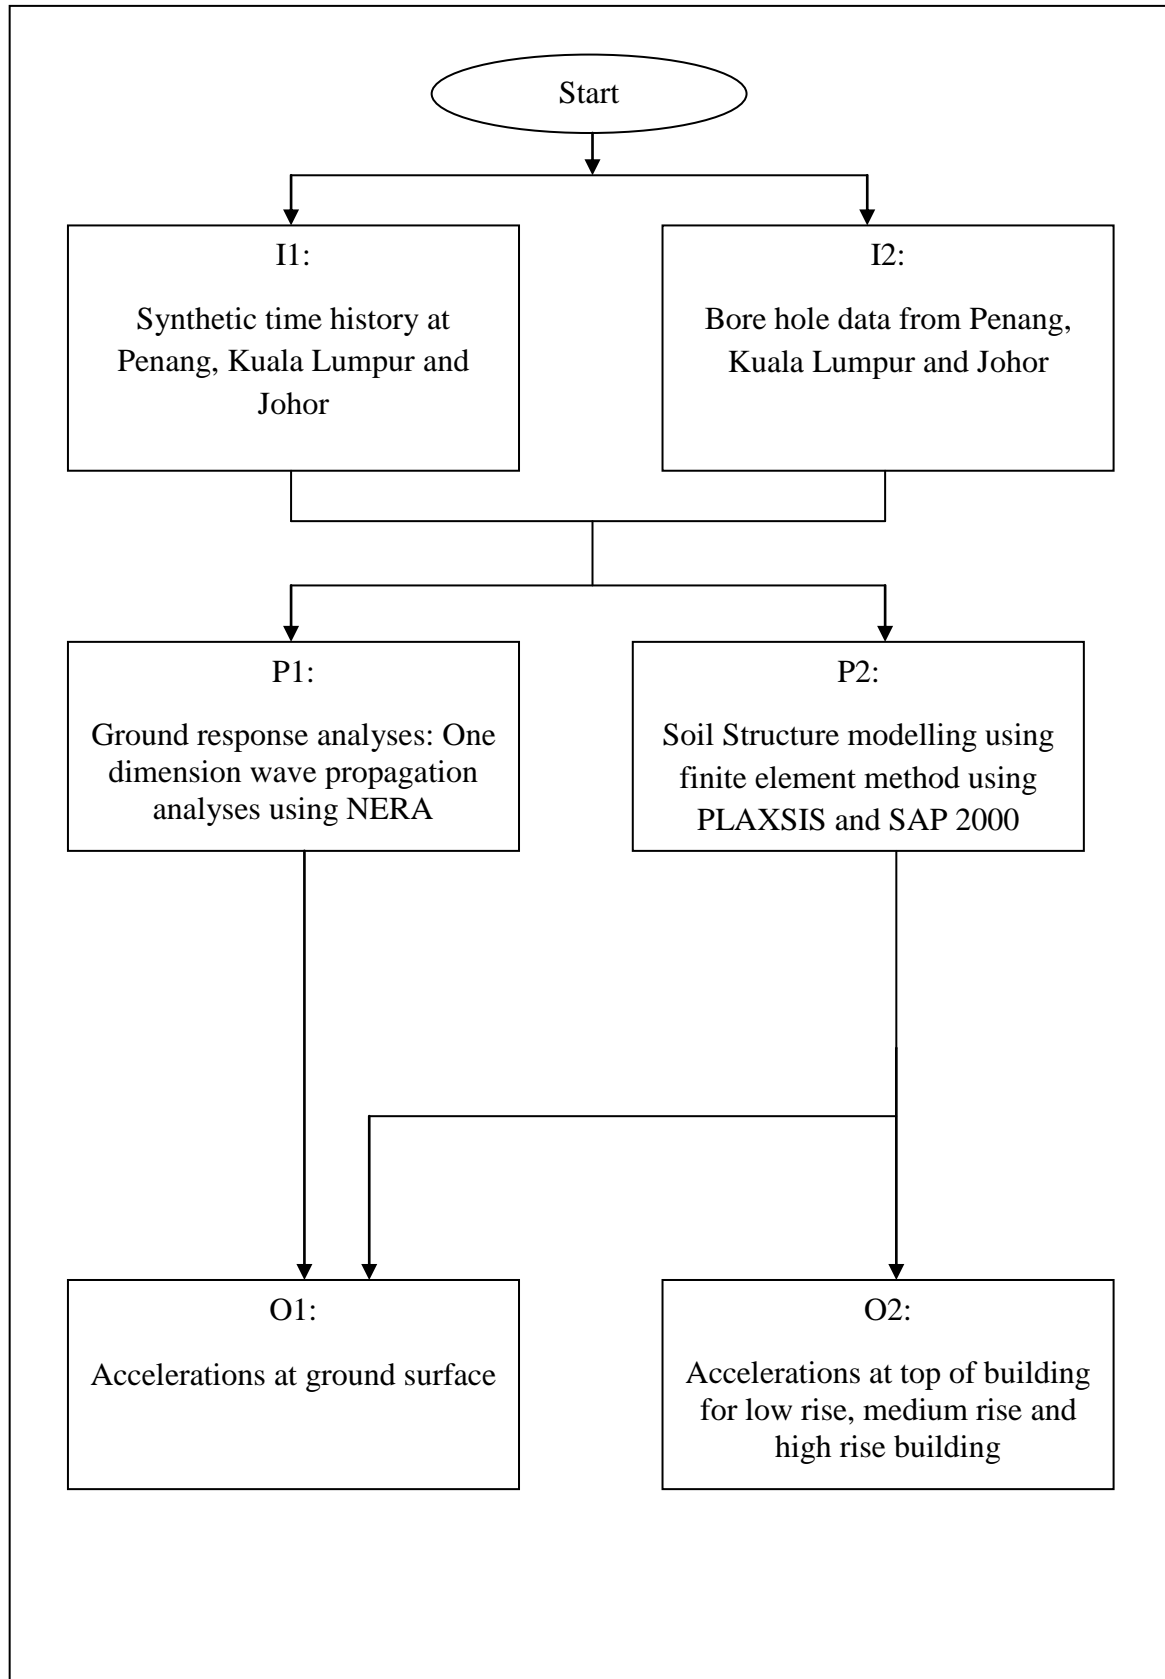 Start
I1:
Synthetic time history at
Penang, Kuala Lumpur and
Johor
I2:
Bore hole data from Penang,
Kuala Lumpur and Johor
P1:
Ground response analyses: One
dimension wave propagation
analyses using NERA
P2:
Soil Structure modelling using
finite element method using
PLAXSIS and SAP 2000
O1:
Accelerations at ground surface
O2:
Accelerations at top of building
for low rise, medium rise and
high rise building